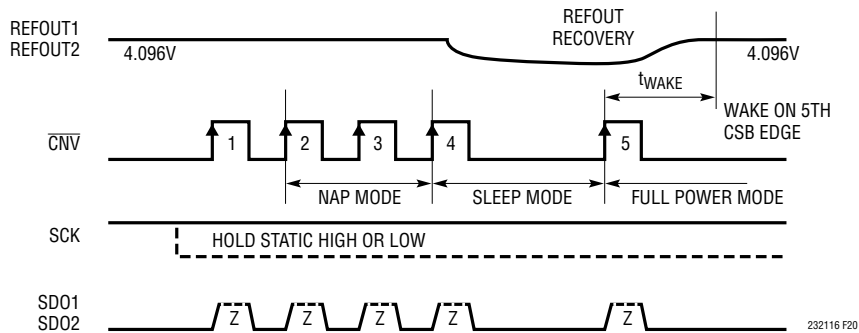 REFOUT1
REFOUT2
4.096V
REFOUT
RECOVERY
4.096V
tWAKE
WAKE ON 5TH
CSB EDGE
CNV
1
2
3
4
5
NAP MODE
SLEEP MODE
FULL POWER MODE
SCK
HOLD STATIC HIGH OR LOW
SDO1
SDO2
Z
Z
Z
Z
Z
232116 F20